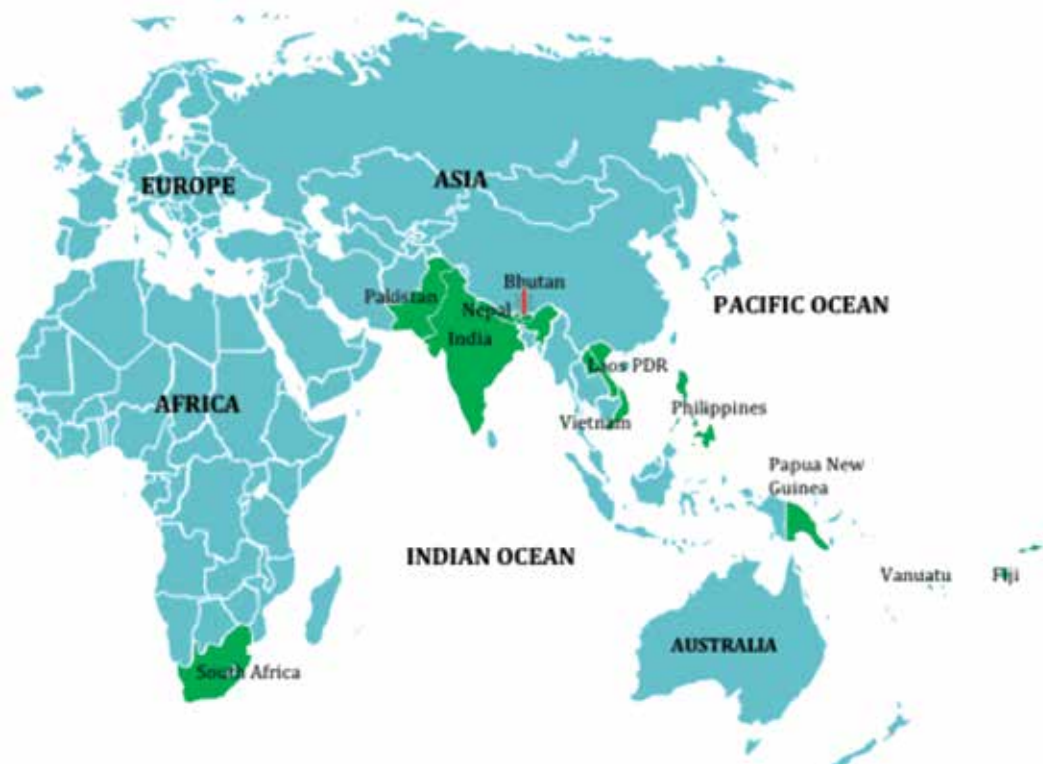 EUROPE
ASIA
Bhutan
Pakistan
Nepal
India
PACIFIC OCEAN
Laos PDR
AFRICA
Philippines
Vietnam
Papua New
Guinea
INDIAN OCEAN
Vanuatu
Fiji
AUSTRALIA
South Africa